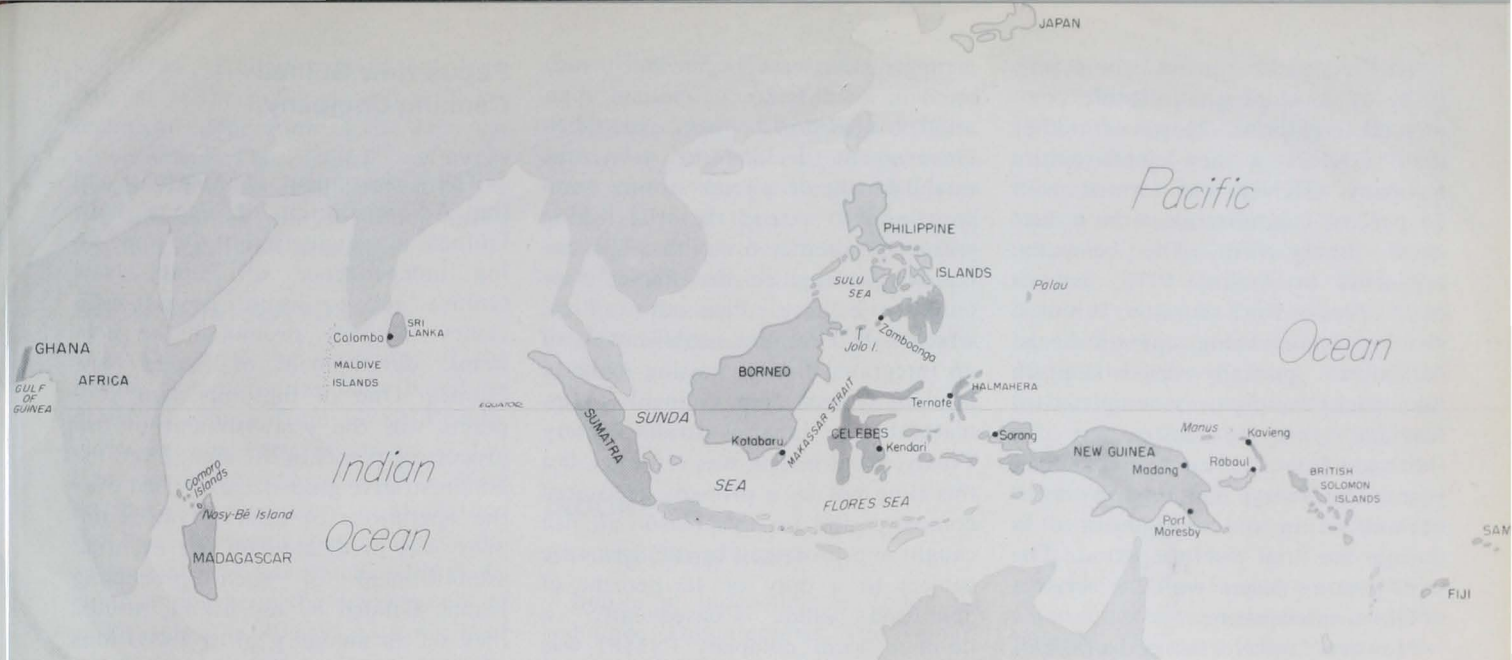 JAPAN
Pacific
Ocean
PHILIPPINE
ISLANDS
SULU
SEA
Palau
Zamboanga
Jolo I.
GHANA
AFRICA
GULF
OF
GUINEA
Colombo
SRI
LANKA
MALDIVE
ISLANDS
EQUATOR
BORNEO
SUNDA
SEA
SUMATRA
MAKASSAR STRAIT
Kotabaru
CELEBES
Kendari
Ternate
HALMAHERA
Sorong
FLORES SEA
NEW GUINEA
Madang
Port
Moresby
Manus
Kavieng
Rabaul
BRITISH
SOLOMON
ISLANDS
Indian
Ocean
Comoro
Islands
Nosy-Bé Island
MADAGASCAR
SAM
FIJI